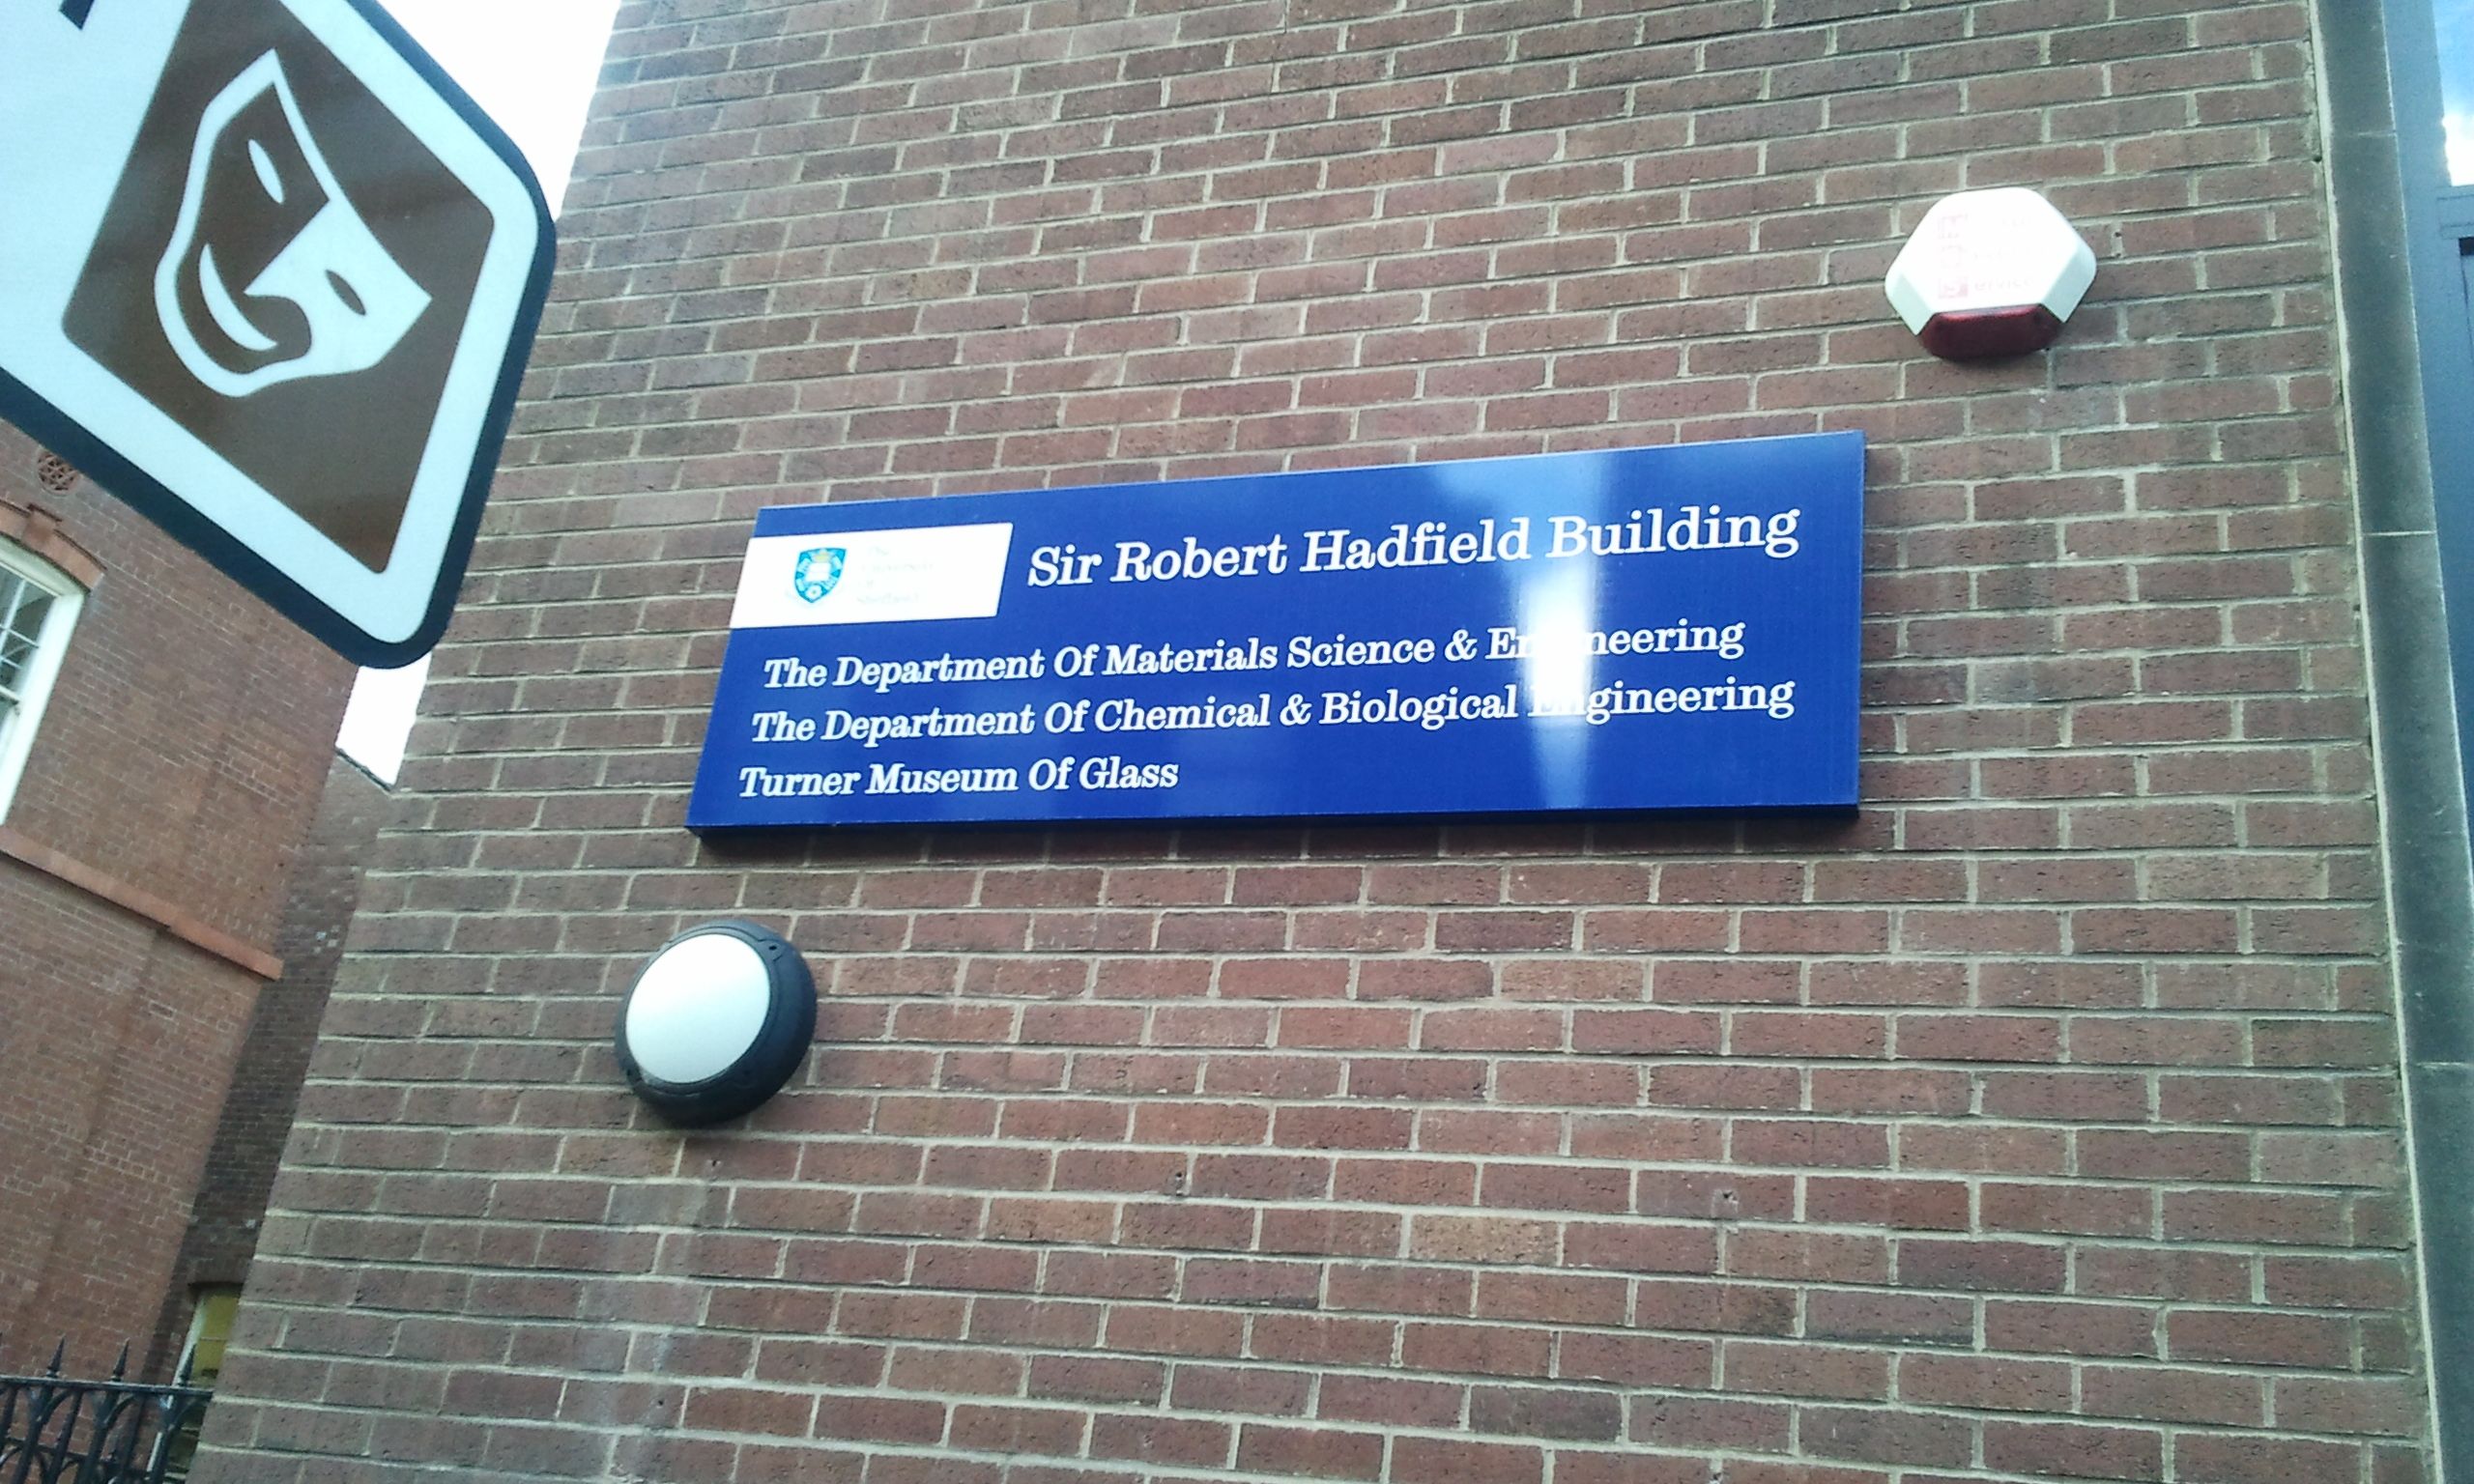 Sir Robert Hadfield Building
The Department Of Materials Science & Engineering
The Department Of Chemical & Biological Engineering
Turner Museum Of Glass